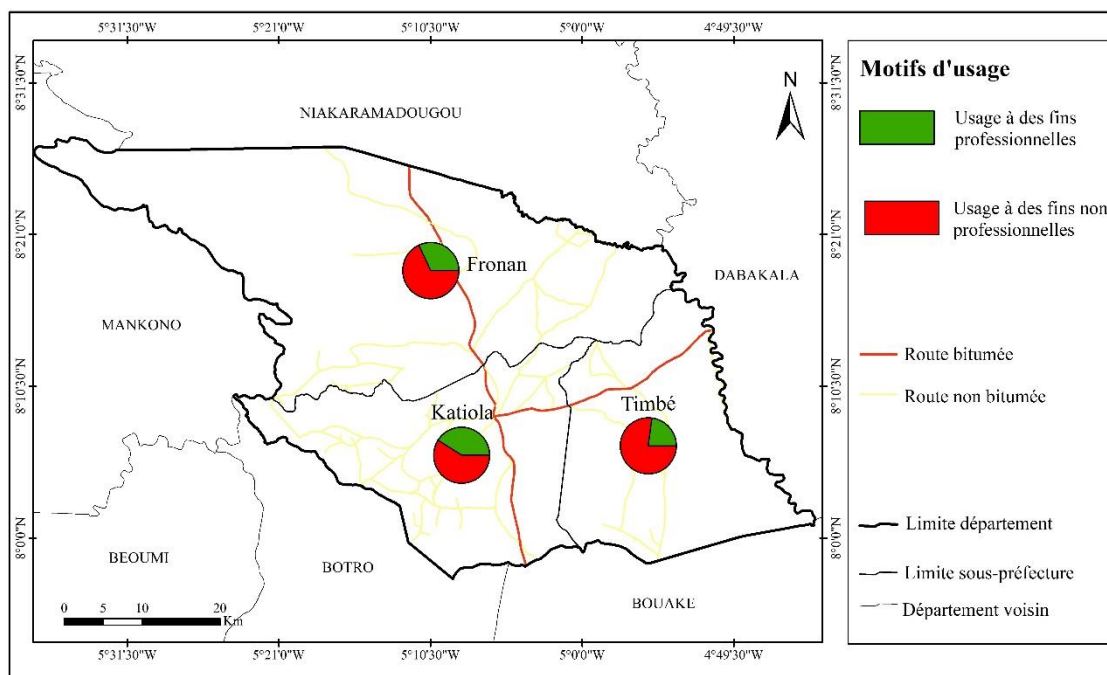 5°31'30"W
5°21'0"W
5°10'30"W
5°0'0"W
4°49'30"W
8°31'30"N
8°21'0"N
8°10'30"N
8°0'0"N
8°31'30"N
8°21'0"N
8°10'30"N
8°0'0"N
NIAKARAMADOUGOU
N
DABAKALA
Fronan
MANKONO
Katiola
Timbé
BEOUMI
BOTRO
BOUAKE
0 5 10 20
Km
5°31'30"W
5°21'0"W
5°10'30"W
5°0'0"W
4°49'30"W
Motifs d'usage
Usage à des fins
professionnelles
Usage à des fins non
professionnelles
Route bitumée
Route non bitumée
Limite département
Limite sous-préfecture
Département voisin